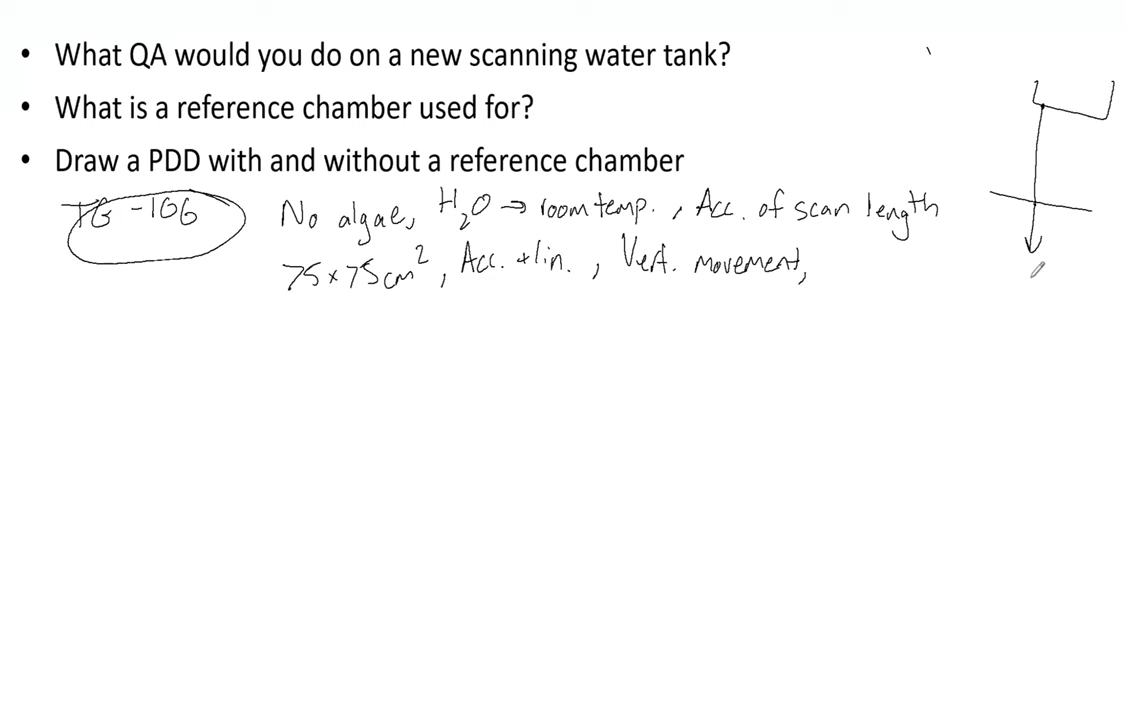 • What QA would you do on a new scanning water tank?
• What is a reference chamber used for?
• Draw a PDD with and without a reference chamber
TG-106 No algae, H₂O → room temp., Acc. of scan length
75 × 75 cm², Acc. + lin., Vert. movement,